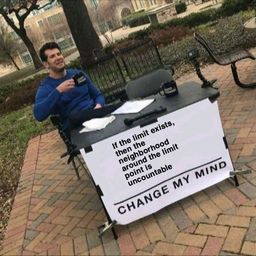 If the limit exists,
then the
neighborhood
around the limit
point is
uncountable
CHANGE MY MIND